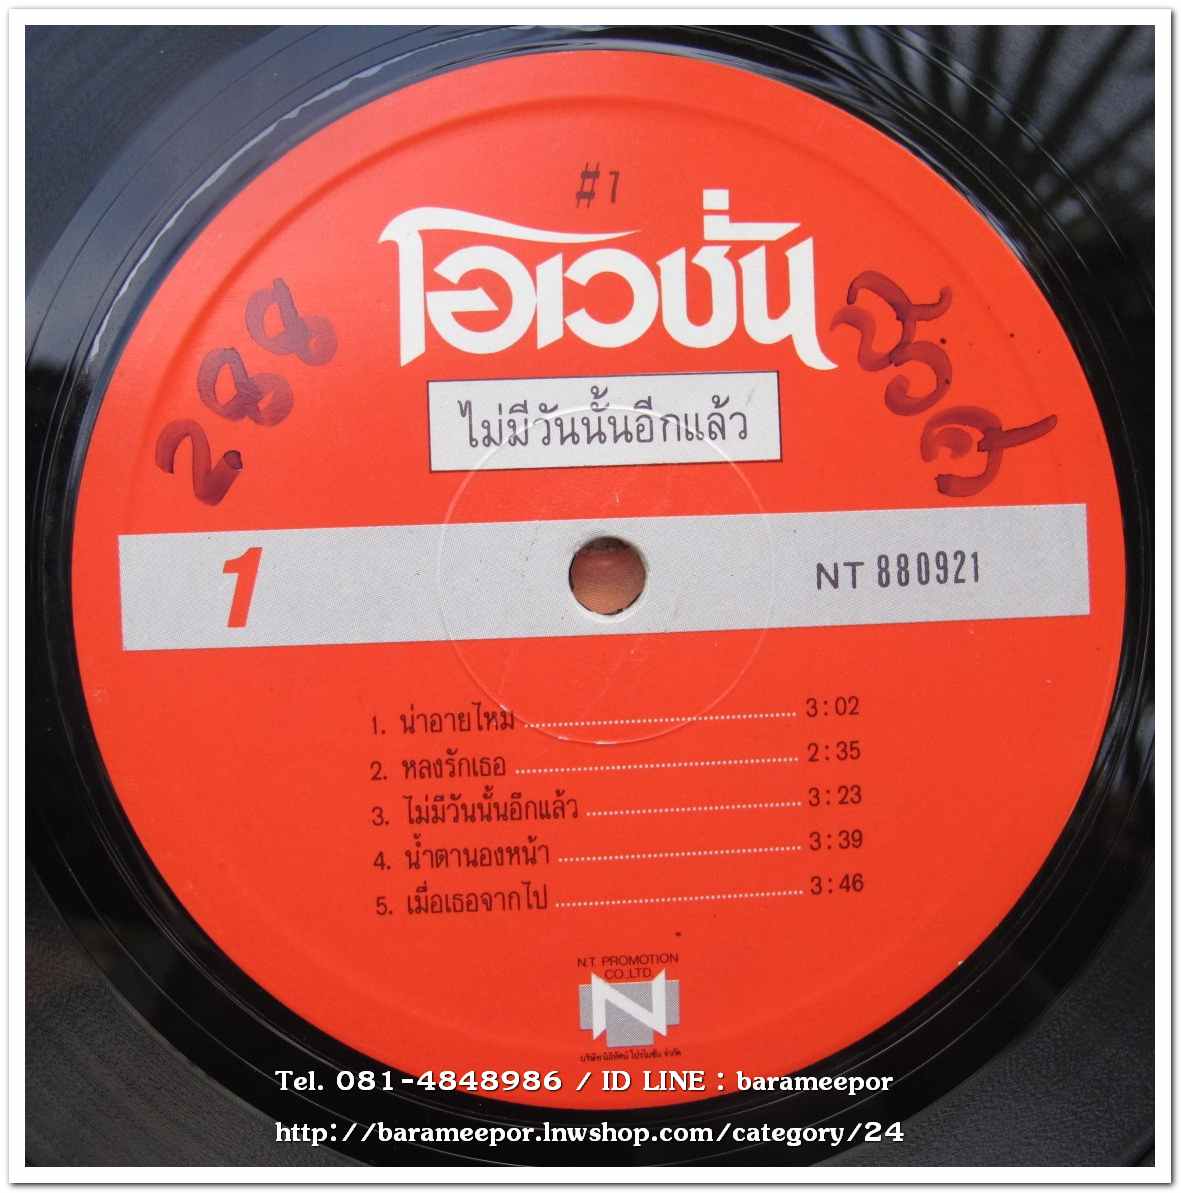 #1
โอเวชั่น
288
ไม่มีวันนั้นอีกแล้ว
1
NT 880921
1. น่าอายไหม 3:02
2. หลงรักเธอ 2:35
3. ไม่มีวันนั้นอีกแล้ว 3:23
4. น้ำตานองหน้า 3:39
5. เมื่อเธอจากไป 3:46
N.T. PROMOTION
CO.,LTD.
N
Tel. 081-4848986 / ID LINE : barameepor
http://barameepor.lnwshop.com/category/24